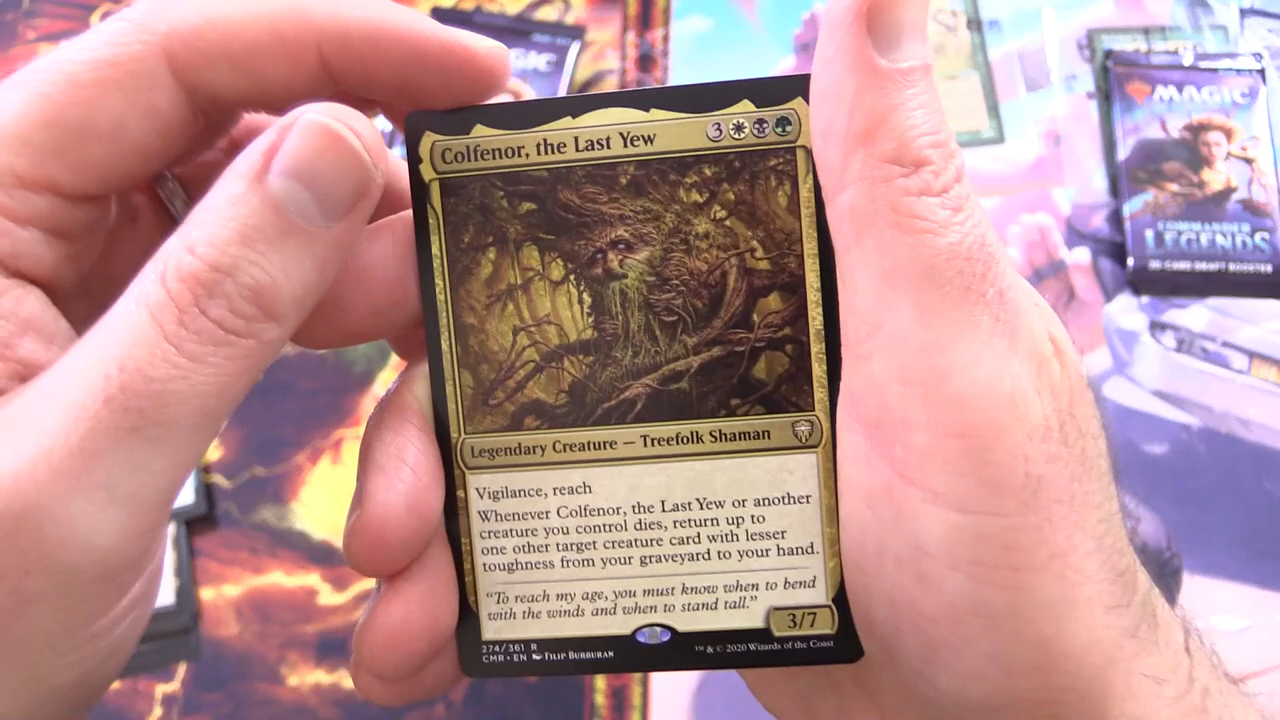 Colfenor, the Last Yew
3
Legendary Creature — Treefolk Shaman
Vigilance, reach
Whenever Colfenor, the Last Yew or another
creature you control dies, return up to
one other target creature card with lesser
toughness from your graveyard to your hand.
“To reach my age, you must know when to bend
with the winds and when to stand tall.”
3/7
274/361 R
CMR • EN Filip Burburan
™ & © 2020 Wizards of the Coast
MAGIC
COMMANDER
LEGENDS
20 CARD DRAFT BOOSTER